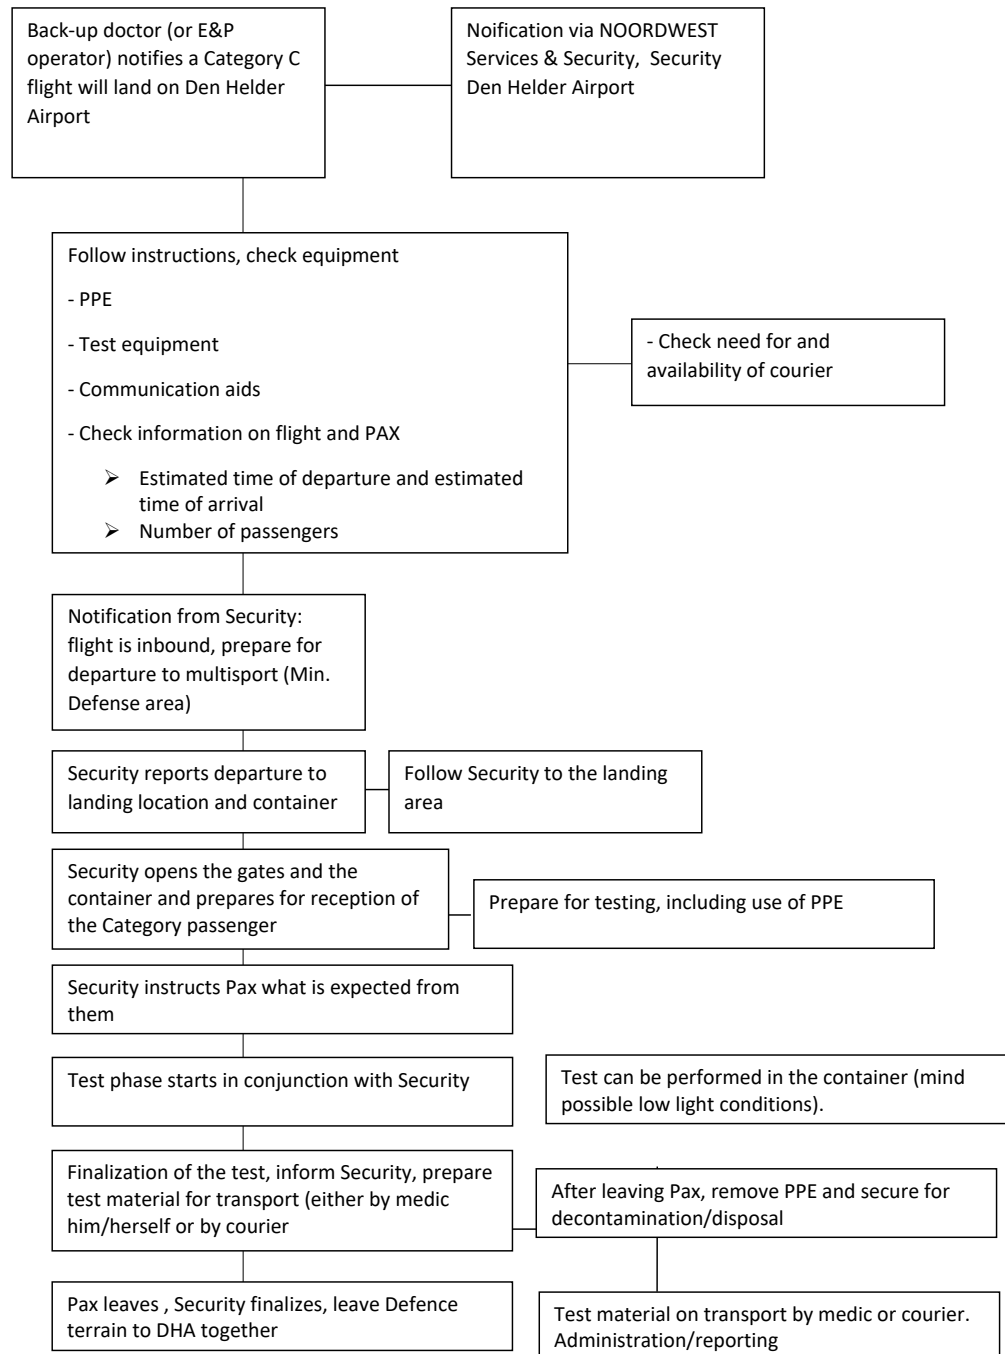 Back-up doctor (or E&P
operator) notifies a Category C
flight will land on Den Helder
Airport
Noification via NOORDWEST
Services & Security,  Security
Den Helder Airport
Follow instructions, check equipment
- PPE
- Test equipment
- Communication aids
- Check information on flight and PAX
➢ Estimated time of departure and estimated
time of arrival
➢ Number of passengers
- Check need for and
availability of courier
Notification from Security:
flight is inbound, prepare for
departure to multisport (Min.
Defense area)
Security reports departure to
landing location and container
Follow Security to the landing
area
Security opens the gates and the
container and prepares for reception of
the Category passenger
Prepare for testing, including use of PPE
Security instructs Pax what is expected from
them
Test phase starts in conjunction with Security
Test can be performed in the container (mind
possible low light conditions).
Finalization of the test, inform Security, prepare
test material for transport (either by medic
him/herself or by courier
After leaving Pax, remove PPE and secure for
decontamination/disposal
Pax leaves , Security finalizes, leave Defence
terrain to DHA together
Test material on transport by medic or courier.
Administration/reporting